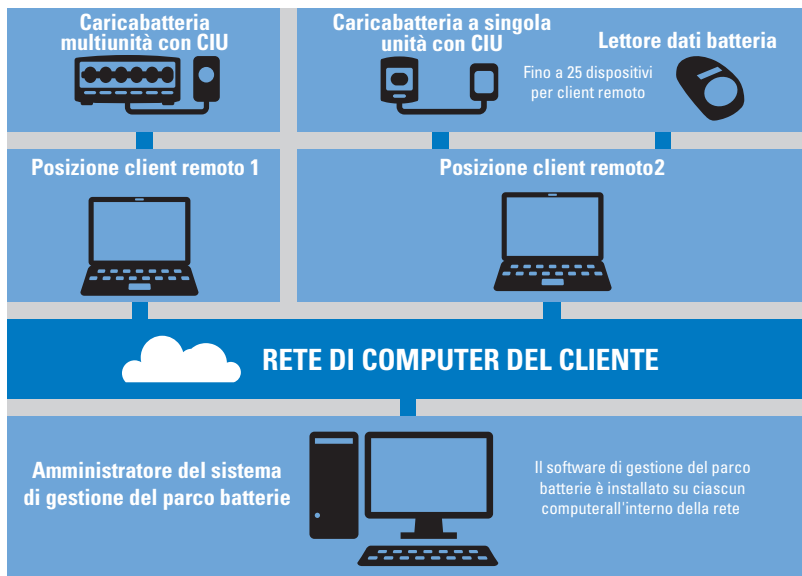 Caricabatteria
multiunità con CIU
Caricabatteria a singola
unità con CIU
Lettore dati batteria
Fino a 25 dispositivi
per client remoto
Posizione client remoto 1
Posizione client remoto2
RETE DI COMPUTER DEL CLIENTE
Amministratore del sistema
di gestione del parco batterie
Il software di gestione del parco
batterie è installato su ciascun
computerall'interno della rete